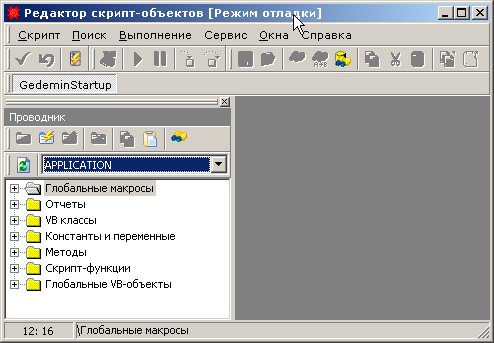 Редактор скрипт-объектов [Режим отладки]
Скрипт Поиск Выполнение Сервис Окна Справка
GedeminStartup
Проводник
APPLICATION
Глобальные макросы
Отчеты
VB классы
Константы и переменные
Методы
Скрипт-функции
Глобальные VB-объекты
12: 16 \Глобальные макросы